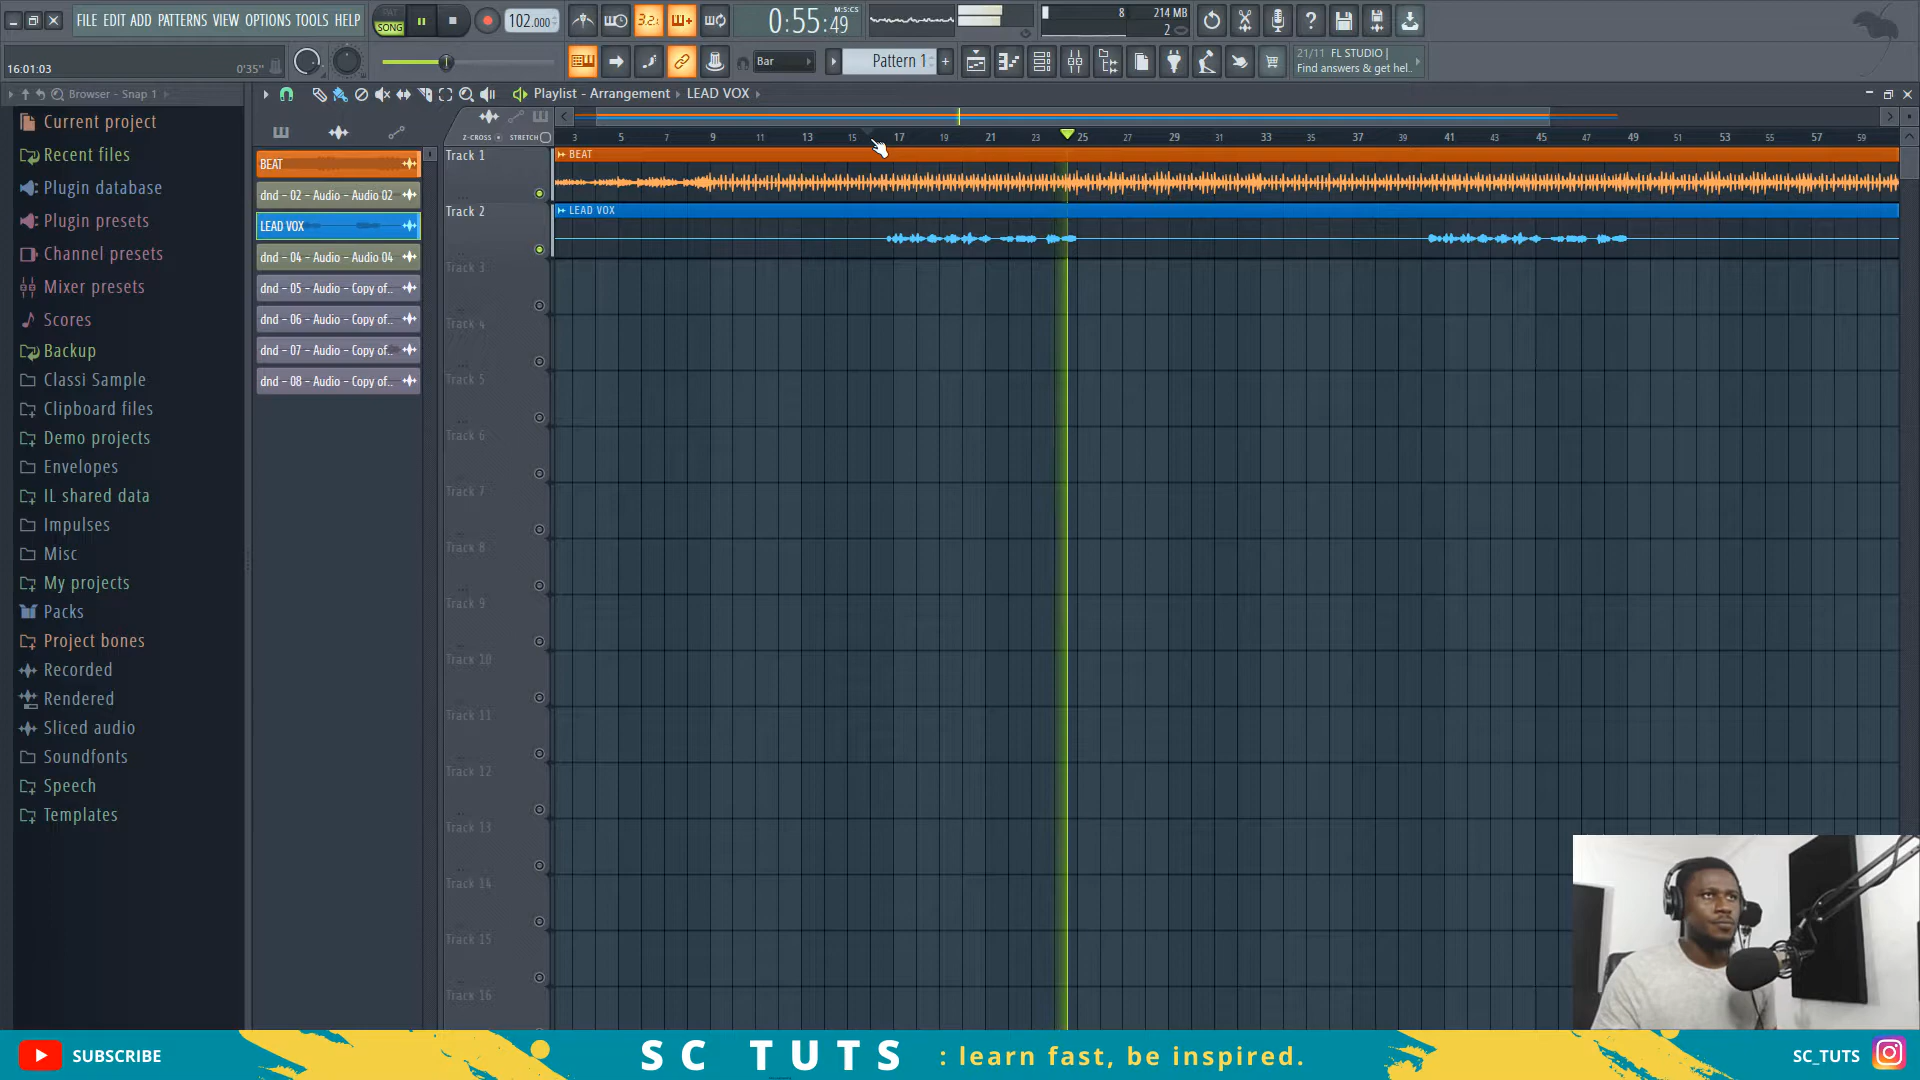 FILE EDIT ADD PATTERNS VIEW OPTIONS TOOLS HELP
PAT
SONG
102.000
3.2
0:55:49
M:S:CS
8
214 MB
2
16:01:03
0'35"
Bar
Pattern 1
21/11 FL STUDIO |
Find answers & get hel..
Browser - Snap 1
Playlist - Arrangement
LEAD VOX
Z-CROSS
STRETCH
3 5 7 9 11 13 15 17 19 21 23 25 27 29 31 33 35 37 39 41 43 45 47 49 51 53 55 57 59
Current project
Recent files
Plugin database
Plugin presets
Channel presets
Mixer presets
Scores
Backup
Classi Sample
Clipboard files
Demo projects
Envelopes
IL shared data
Impulses
Misc
My projects
Packs
Project bones
Recorded
Rendered
Sliced audio
Soundfonts
Speech
Templates
BEAT
dnd - 02 - Audio - Audio 02
LEAD VOX
dnd - 04 - Audio - Audio 04
dnd - 05 - Audio - Copy of..
dnd - 06 - Audio - Copy of..
dnd - 07 - Audio - Copy of..
dnd - 08 - Audio - Copy of..
Track 1
BEAT
Track 2
LEAD VOX
Track 3
Track 4
Track 5
Track 6
Track 7
Track 8
Track 9
Track 10
Track 11
Track 12
Track 13
Track 14
Track 15
Track 16
SUBSCRIBE
SC TUTS : learn fast, be inspired.
SC_TUTS